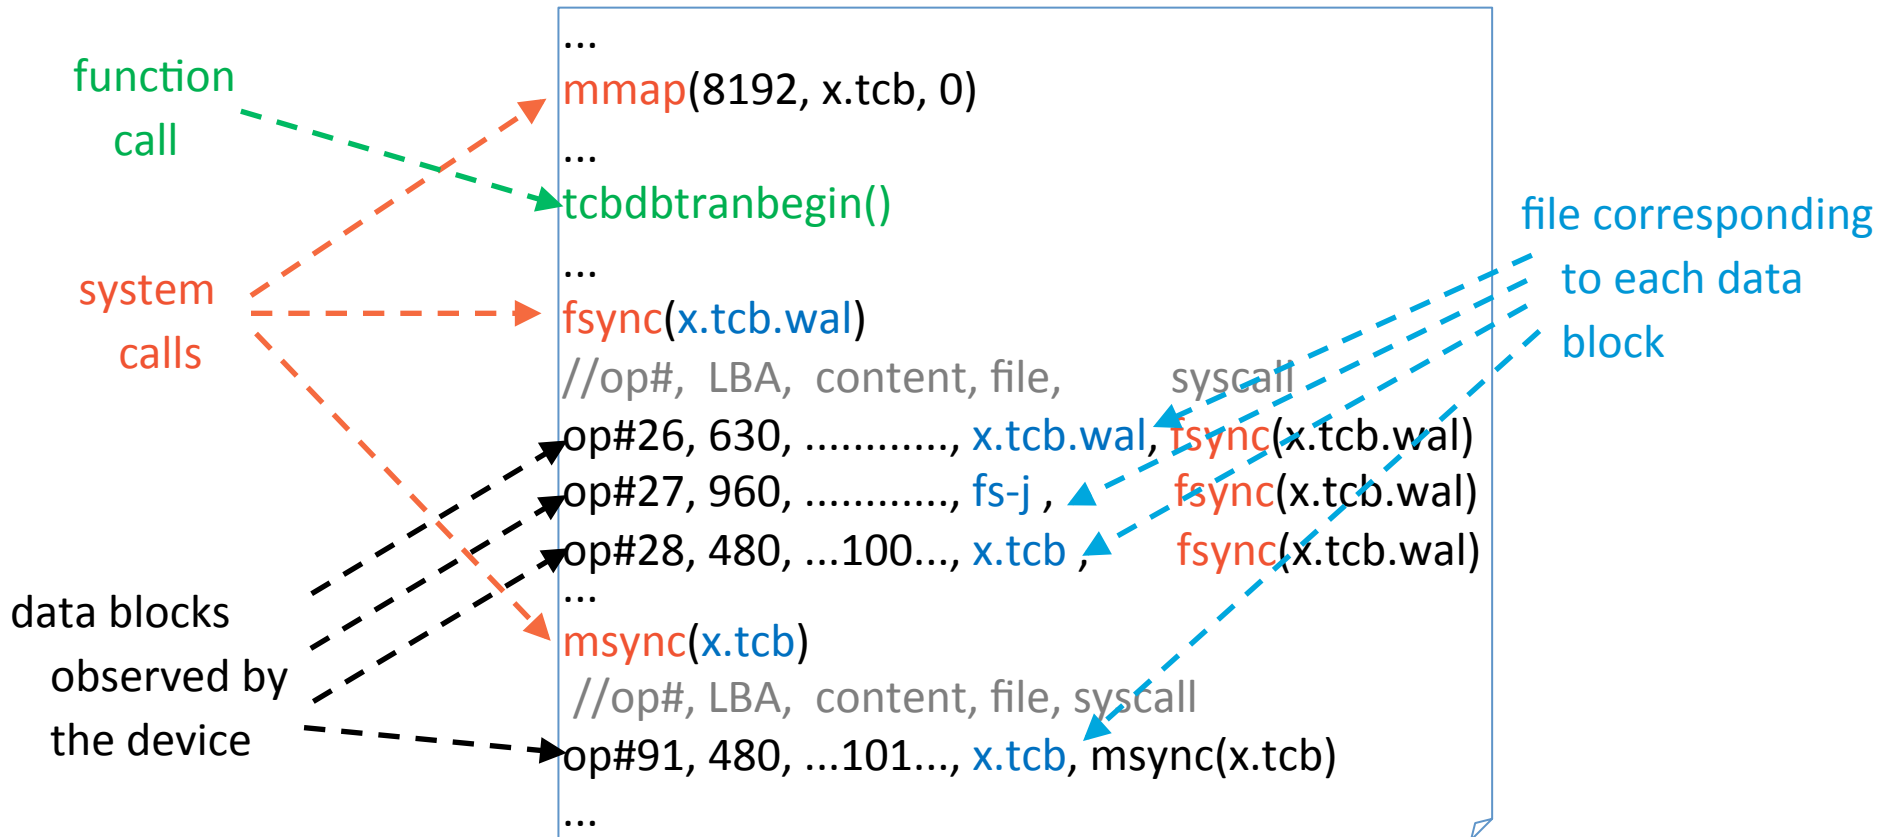 function
call
system
calls
data blocks
observed by
the device
...
mmap(8192, x.tcb, 0)
...
tcbdbtranbegin()
...
fsync(x.tcb.wal)
//op#, LBA, content, file, syscall
op#26, 630, ............, x.tcb.wal, fsync(x.tcb.wal)
op#27, 960, ............, fs-j , fsync(x.tcb.wal)
op#28, 480, ...100..., x.tcb , fsync(x.tcb.wal)
...
msync(x.tcb)
//op#, LBA, content, file, syscall
op#91, 480, ...101..., x.tcb, msync(x.tcb)
...
file corresponding
to each data
block